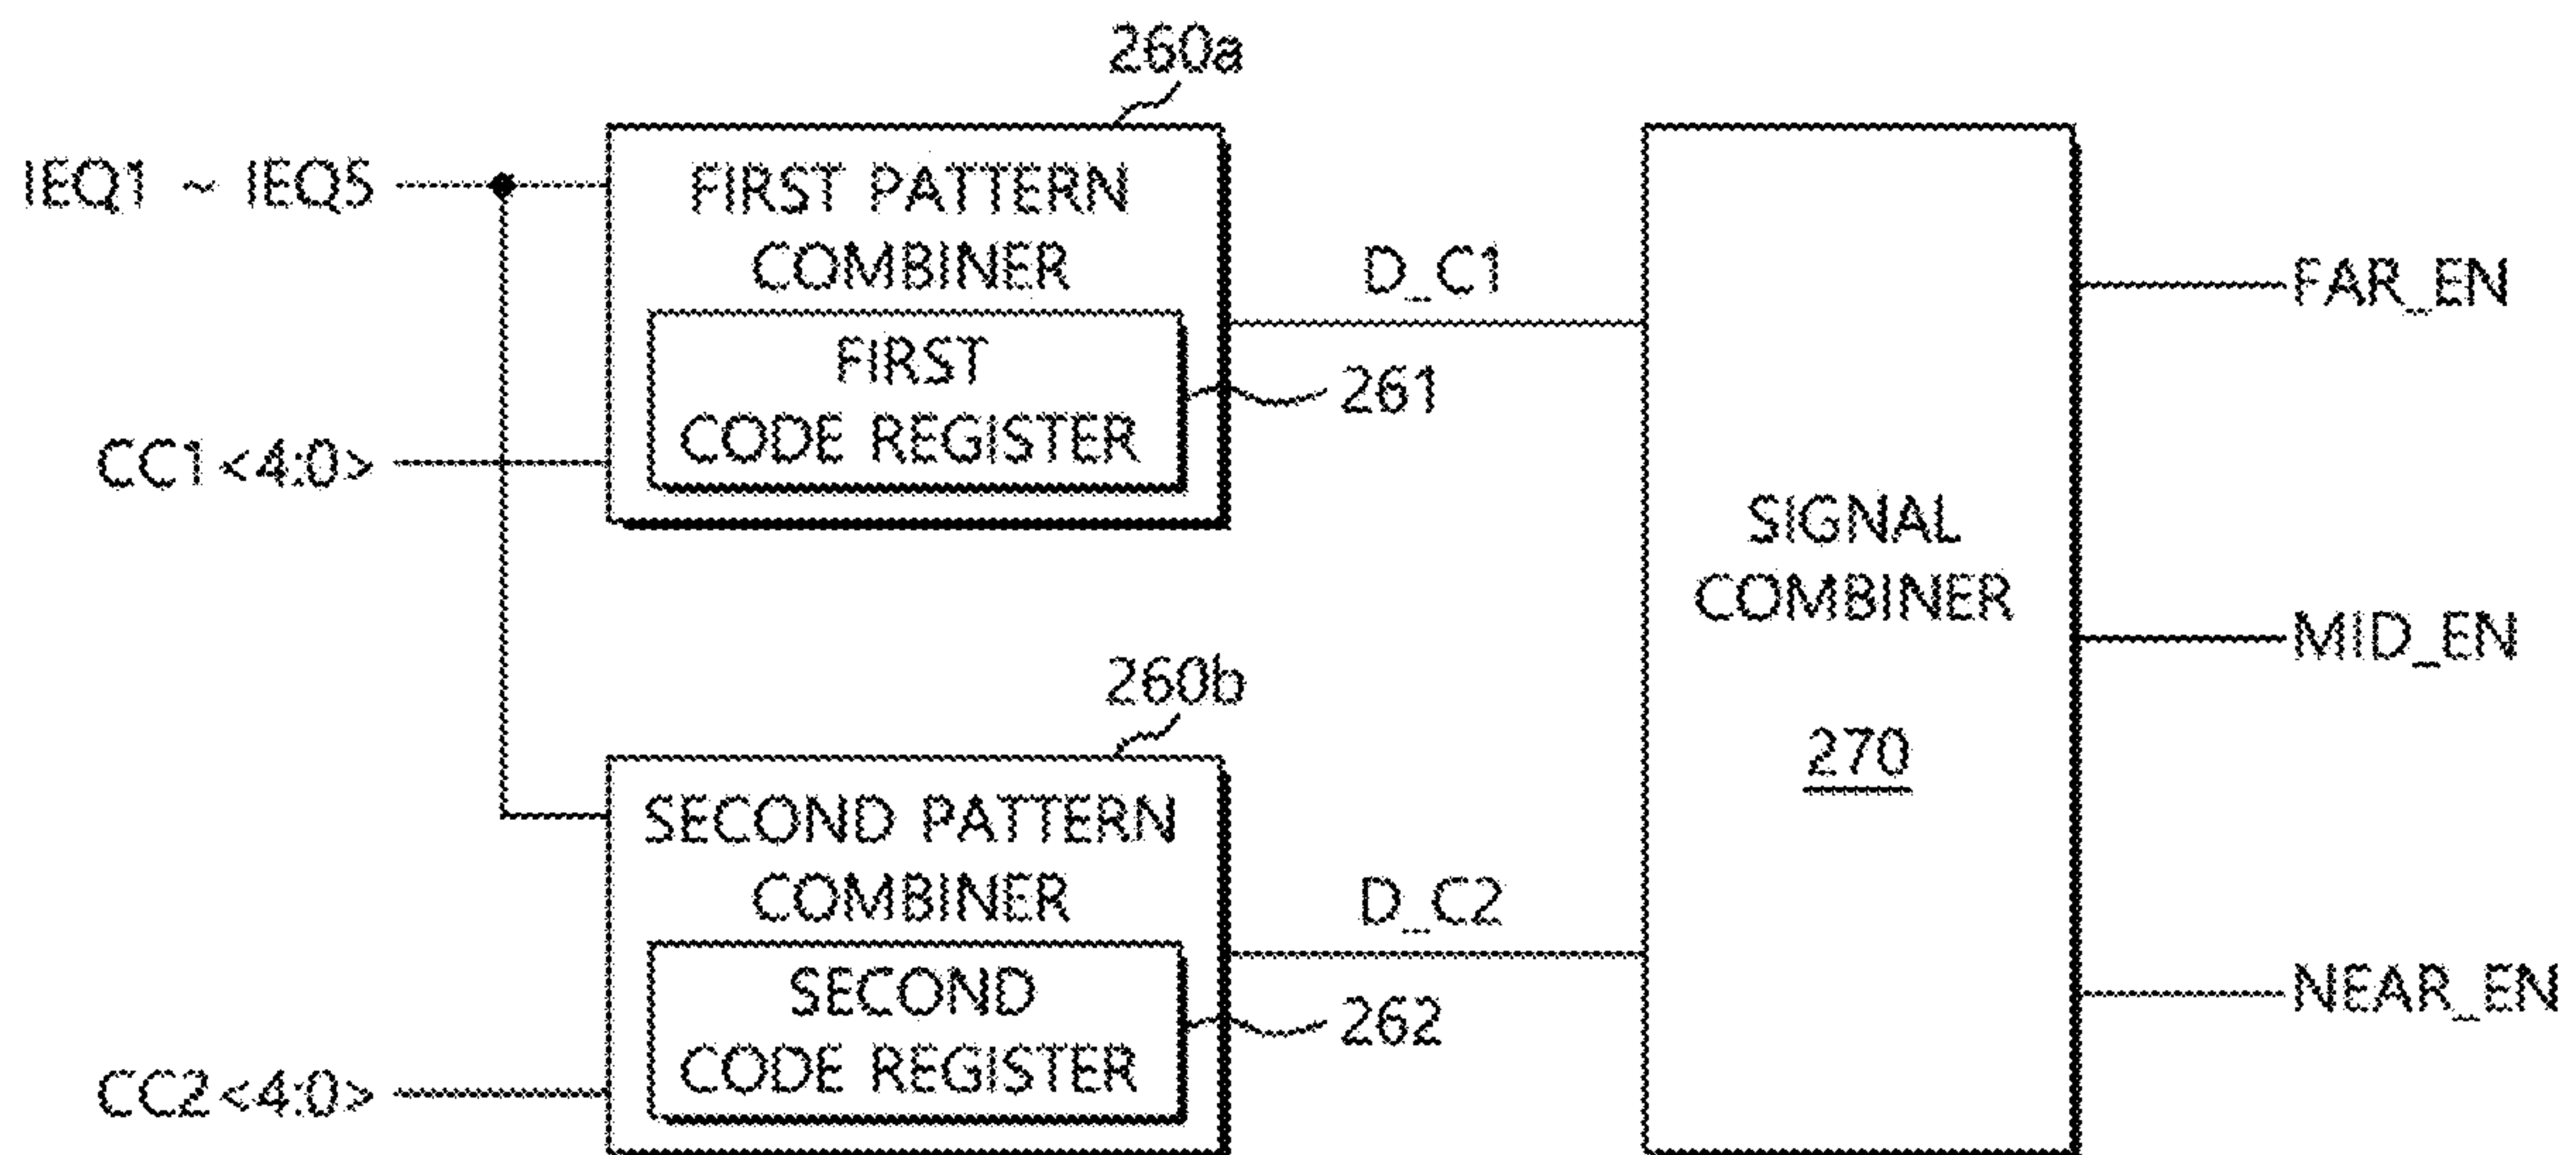 260a
IEQ1 ~ IEQ5
FIRST PATTERN
COMBINER
FIRST
CODE REGISTER
261
CC1<4:0>
D_C1
260b
SECOND PATTERN
COMBINER
SECOND
CODE REGISTER
262
CC2<4:0>
D_C2
SIGNAL
COMBINER
270
FAR_EN
MID_EN
NEAR_EN